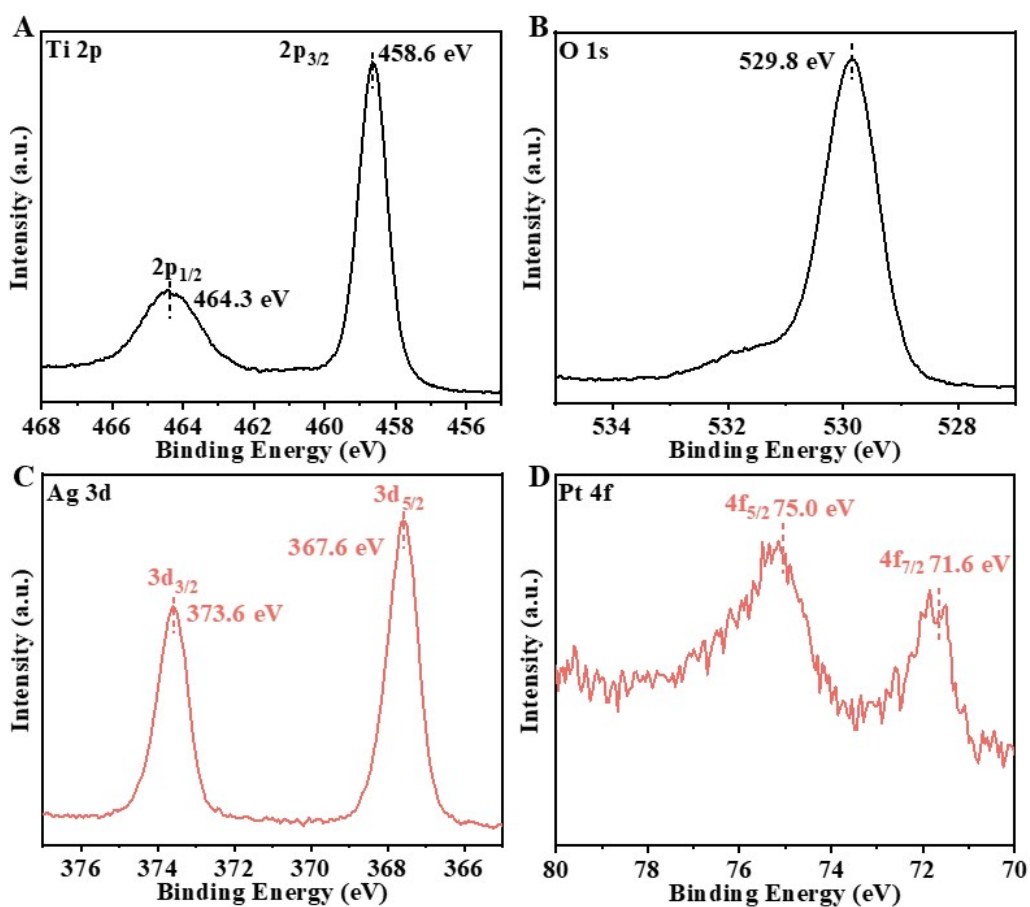 A
Ti 2p
2p3/2
458.6 eV
2p1/2
464.3 eV
Intensity (a.u.)
468 466 464 462 460 458 456
Binding Energy (eV)
B
O 1s
529.8 eV
Intensity (a.u.)
534 532 530 528
Binding Energy (eV)
C
Ag 3d
3d5/2
367.6 eV
3d3/2
373.6 eV
Intensity (a.u.)
376 374 372 370 368 366
Binding Energy (eV)
D
Pt 4f
4f5/2 75.0 eV
4f7/2 71.6 eV
Intensity (a.u.)
80 78 76 74 72 70
Binding Energy (eV)